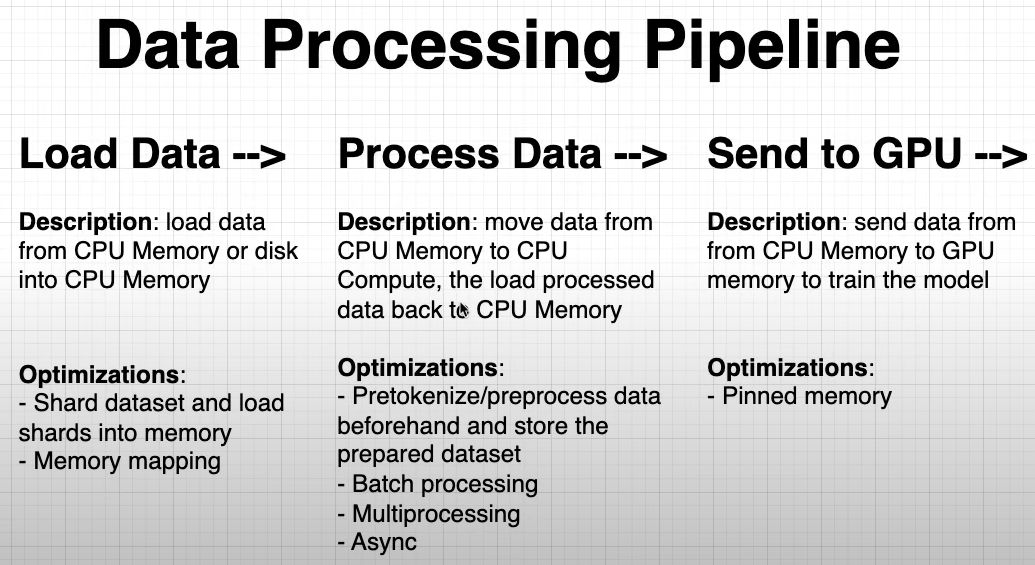 Data Processing Pipeline
Load Data -->
Description: load data
from CPU Memory or disk
into CPU Memory
Optimizations:
- Shard dataset and load
shards into memory
- Memory mapping
Process Data -->
Description: move data from
CPU Memory to CPU
Compute, the load processed
data back to CPU Memory
Optimizations:
- Pretokenize/preprocess data
beforehand and store the
prepared dataset
- Batch processing
- Multiprocessing
- Async
Send to GPU -->
Description: send data from
from CPU Memory to GPU
memory to train the model
Optimizations:
- Pinned memory